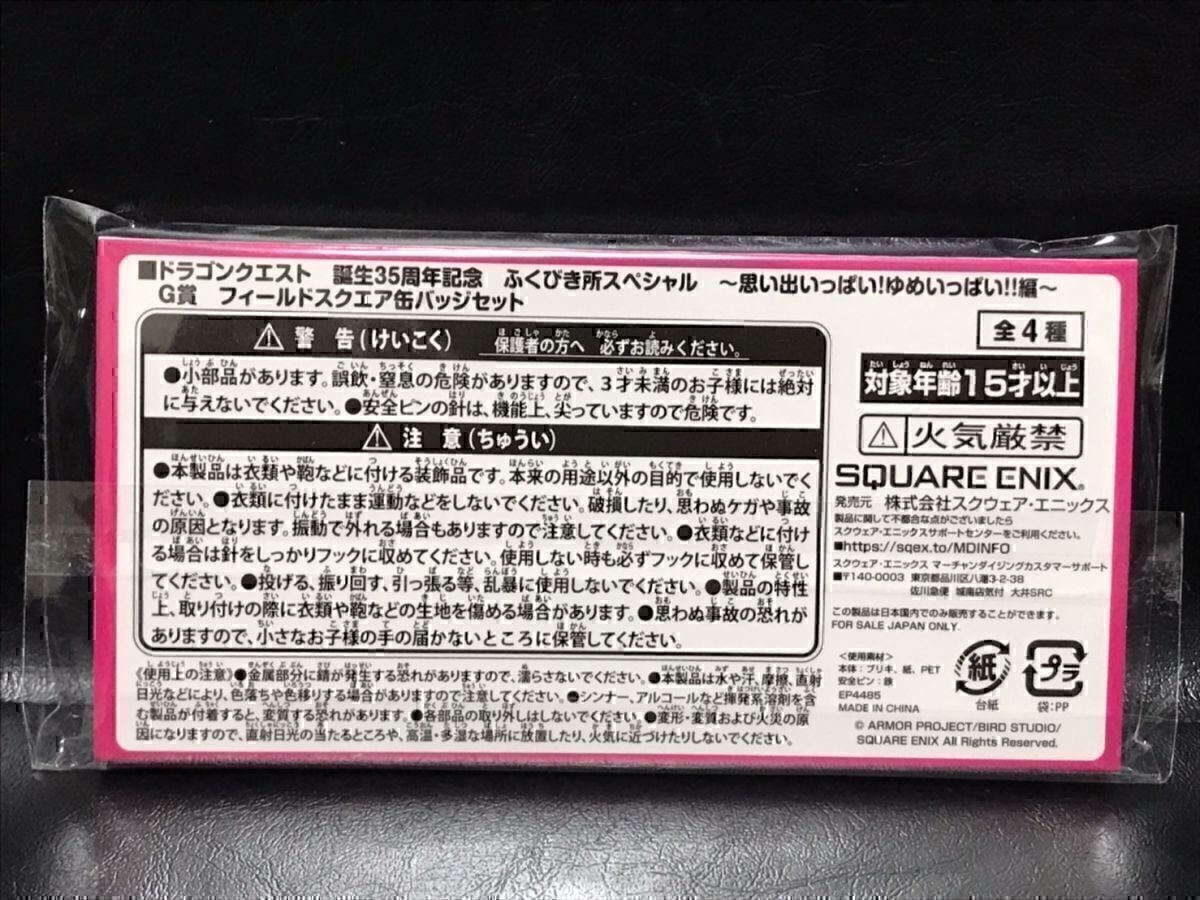 ■ドラゴンクエスト 誕生35周年記念 ふくびき所スペシャル 〜思い出いっぱい!ゆめいっぱい!!編〜
G賞 フィールドスクエア缶バッジセット
全4種
⚠ 警告(けいこく) 保護者の方へ 必ずお読みください。
●小部品があります。誤飲・窒息の危険がありますので、3才未満のお子様には絶対
に与えないでください。●安全ピンの針は、機能上、尖っていますので危険です。
⚠ 注意(ちゅうい)
●本製品は衣類や鞄などに付ける装飾品です。本来の用途以外の目的で使用しないでく
ださい。●衣類に付けたまま運動などをしないでください。破損したり、思わぬケガや事故
の原因となります。振動で外れる場合もありますので注意してください。●衣類などに付け
る場合は針をしっかりフックに収めてください。使用しない時も必ずフックに収めて保管し
てください。●投げる、振り回す、引っ張る等、乱暴に使用しないでください。●製品の特性
上、取り付けの際に衣類や鞄などの生地を傷める場合があります。●思わぬ事故の恐れが
ありますので、小さなお子様の手の届かないところに保管してください。
《使用上の注意》●金属部分に錆が発生する恐れがありますので、濡らさないでください。●本製品は水や汗、摩擦、直射
日光などにより、色落ちや色移りする場合がありますので注意してください。●シンナー、アルコールなど揮発系溶剤を含
む製品が付着すると、変質する恐れがあります。●各部品の取り外しはしないでください。●変形・変質および火災の原
因になりますので、直射日光の当たるところや、高温・多湿な場所に放置したり、火気に近づけたりしないでください。
対象年齢15才以上
⚠火気厳禁
SQUARE ENIX®
発売元 株式会社スクウェア・エニックス
製品に関して不都合な点がございましたら
スクウェア・エニックスサポートセンターをご利用ください。
■https://sqex.to/MDINFO
スクウェア・エニックス マーチャンダイジングカスタマーサポート
■〒140-0003 東京都品川区八潮3-2-38
佐川急便 城南店気付 大井SRC
この製品は日本国内でのみ販売することができます。
FOR SALE JAPAN ONLY.
<使用素材>
本体:ブリキ、紙、PET
安全ピン:鉄
EP4485
MADE IN CHINA
紙
台紙
プラ
袋:PP
© ARMOR PROJECT/BIRD STUDIO/
SQUARE ENIX All Rights Reserved.